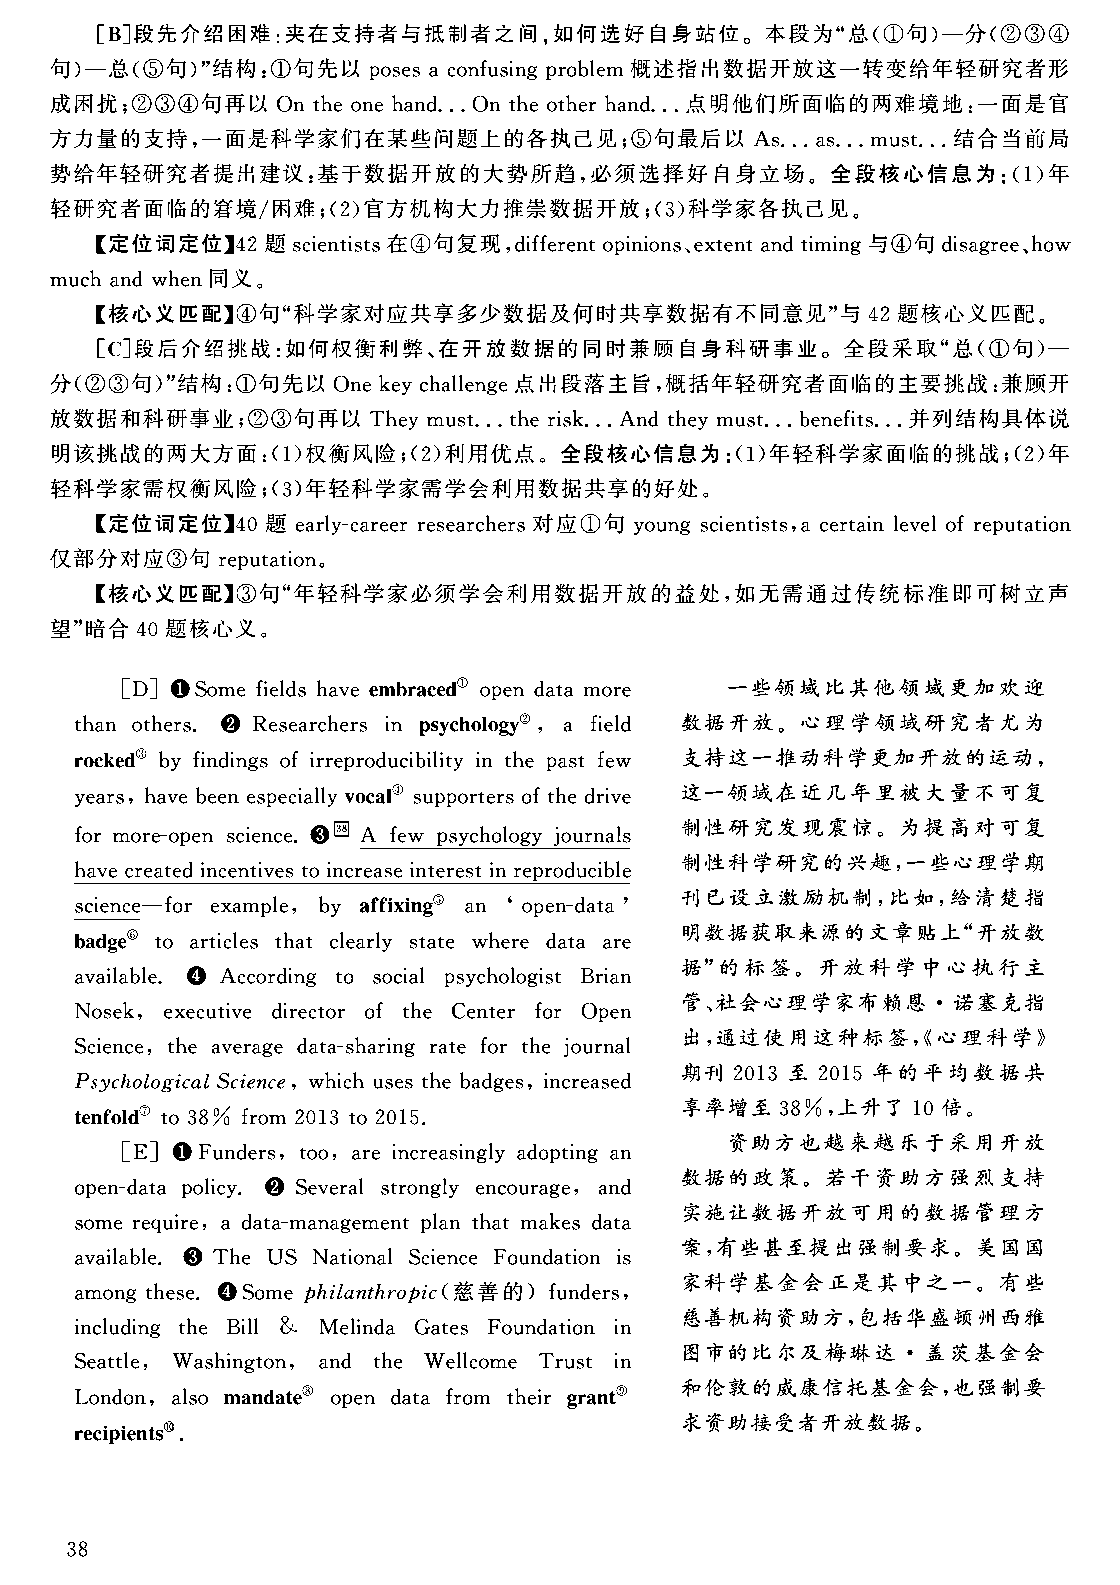 [B]段先介绍困难:夹在支持者与抵制者之间,如何选好自身站位。本段为“总(①句)—分(②③④
句)—总(⑤句)”结构:①句先以 poses a confusing problem 概述指出数据开放这一转变给年轻研究者形
成困扰;②③④句再以 On the one hand...On the other hand...点明他们所面临的两难境地:一面是官
方力量的支持,一面是科学家们在某些问题上的各执己见;⑤句最后以 As...as...must...结合当前局
势给年轻研究者提出建议:基于数据开放的大势所趋,必须选择好自身立场。全段核心信息为:(1)年
轻研究者面临的窘境/困难;(2)官方机构大力推崇数据开放;(3)科学家各执己见。
【定位词定位】42 题 scientists 在④句复现,different opinions、extent and timing 与④句 disagree、how
much and when 同义。
【核心义匹配】④句“科学家对应共享多少数据及何时共享数据有不同意见”与 42 题核心义匹配。
[C]段后介绍挑战:如何权衡利弊、在开放数据的同时兼顾自身科研事业。全段采取“总(①句)—
分(②③句)”结构:①句先以 One key challenge 点出段落主旨,概括年轻研究者面临的主要挑战:兼顾开
放数据和科研事业;②③句再以 They must...the risk...And they must...benefits...并列结构具体说
明该挑战的两大方面:(1)权衡风险;(2)利用优点。全段核心信息为:(1)年轻科学家面临的挑战;(2)年
轻科学家需权衡风险;(3)年轻科学家需学会利用数据共享的好处。
【定位词定位】40 题 early-career researchers 对应①句 young scientists,a certain level of reputation
仅部分对应③句 reputation。
【核心义匹配】③句“年轻科学家必须学会利用数据开放的益处,如无需通过传统标准即可树立声
望”暗合 40 题核心义。
[D] ❶Some fields have embraced① open data more
than others. ❷ Researchers in psychology②, a field
rocked③ by findings of irreproducibility in the past few
years, have been especially vocal④ supporters of the drive
for more-open science. ❸38 A few psychology journals
have created incentives to increase interest in reproducible
science—for example, by affixing⑤ an ‘open-data’
badge⑥ to articles that clearly state where data are
available. ❹ According to social psychologist Brian
Nosek, executive director of the Center for Open
Science, the average data-sharing rate for the journal
Psychological Science, which uses the badges, increased
tenfold⑦ to 38% from 2013 to 2015.
[E] ❶Funders, too, are increasingly adopting an
open-data policy. ❷ Several strongly encourage, and
some require, a data-management plan that makes data
available. ❸ The US National Science Foundation is
among these. ❹Some philanthropic(慈善的) funders,
including the Bill & Melinda Gates Foundation in
Seattle, Washington, and the Wellcome Trust in
London, also mandate⑧ open data from their grant⑨
recipients⑩.
一些领域比其他领域更加欢迎
数据开放。心理学领域研究者尤为
支持这一推动科学更加开放的运动,
这一领域在近几年里被大量不可复
制性研究发现震惊。为提高对可复
制性科学研究的兴趣,一些心理学期
刊已设立激励机制,比如,给清楚指
明数据获取来源的文章贴上“开放数
据”的标签。开放科学中心执行主
管、社会心理学家布赖恩·诺塞克指
出,通过使用这种标签,《心理科学》
期刊 2013 至 2015 年的平均数据共
享率增至 38%,上升了 10 倍。
资助方也越来越乐于采用开放
数据的政策。若干资助方强烈支持
实施让数据开放可用的数据管理方
案,有些甚至提出强制要求。美国国
家科学基金会正是其中之一。有些
慈善机构资助方,包括华盛顿州西雅
图市的比尔及梅琳达·盖茨基金会
和伦敦的威康信托基金会,也强制要
求资助接受者开放数据。
38